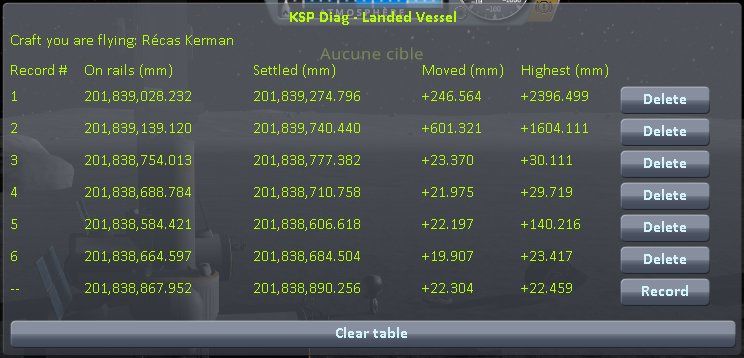 ATMOSPHÈRE
KSP Diag - Landed Vessel
Craft you are flying: Récas Kerman
Aucune cible
Record # On rails (mm) Settled (mm) Moved (mm) Highest (mm)
1 201,839,028.232 201,839,274.796 +246.564 +2396.499 Delete
2 201,839,139.120 201,839,740.440 +601.321 +1604.111 Delete
3 201,838,754.013 201,838,777.382 +23.370 +30.111 Delete
4 201,838,688.784 201,838,710.758 +21.975 +29.719 Delete
5 201,838,584.421 201,838,606.618 +22.197 +140.216 Delete
6 201,838,664.597 201,838,684.504 +19.907 +23.417 Delete
-- 201,838,867.952 201,838,890.256 +22.304 +22.459 Record
Clear table